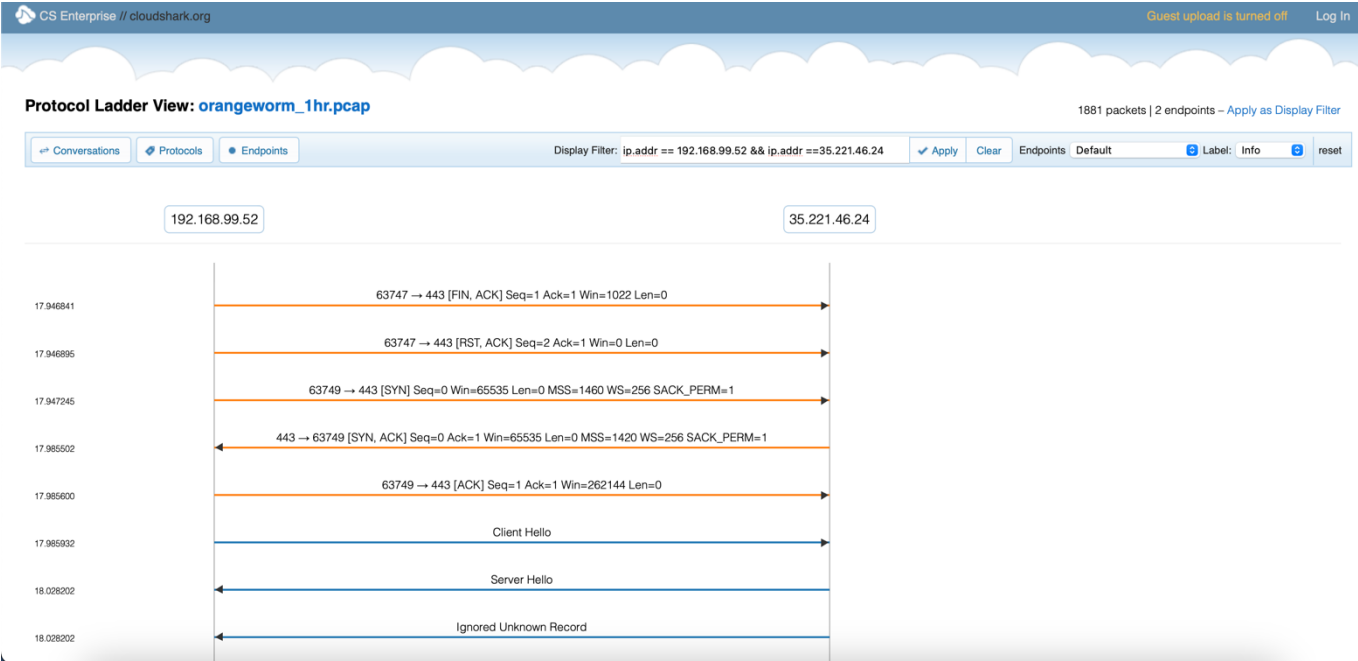 CS Enterprise // cloudshark.org Guest upload is turned off Log In
Protocol Ladder View: orangeworm_1hr.pcap 1881 packets | 2 endpoints – Apply as Display Filter
Conversations Protocols Endpoints Display Filter: ip.addr == 192.168.99.52 && ip.addr ==35.221.46.24 Apply Clear Endpoints Default Label: Info reset
192.168.99.52 35.221.46.24
63747 → 443 [FIN, ACK] Seq=1 Ack=1 Win=1022 Len=0
17.946841
63747 → 443 [RST, ACK] Seq=2 Ack=1 Win=0 Len=0
17.946895
63749 → 443 [SYN] Seq=0 Win=65535 Len=0 MSS=1460 WS=256 SACK_PERM=1
17.947245
443 → 63749 [SYN, ACK] Seq=0 Ack=1 Win=65535 Len=0 MSS=1420 WS=256 SACK_PERM=1
17.985502
63749 → 443 [ACK] Seq=1 Ack=1 Win=262144 Len=0
17.985600
Client Hello
17.985932
Server Hello
18.028202
Ignored Unknown Record
18.028202